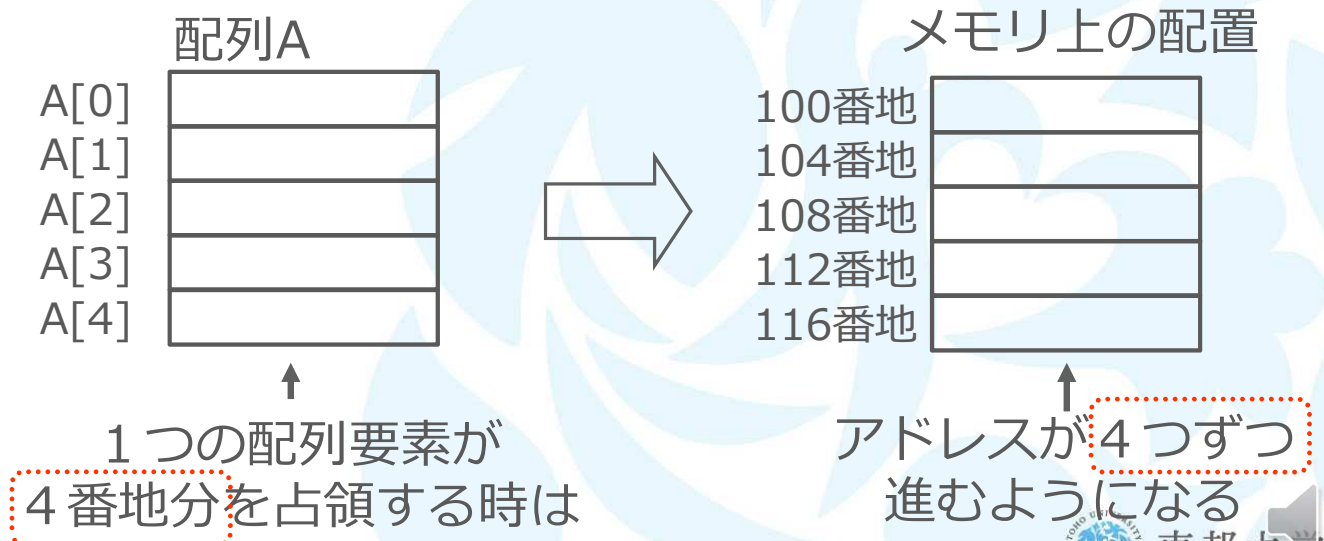 配列A
A[0]
A[1]
A[2]
A[3]
A[4]
１つの配列要素が
４番地分を占領する時は
メモリ上の配置
100番地
104番地
108番地
112番地
116番地
アドレスが４つずつ
進むようになる